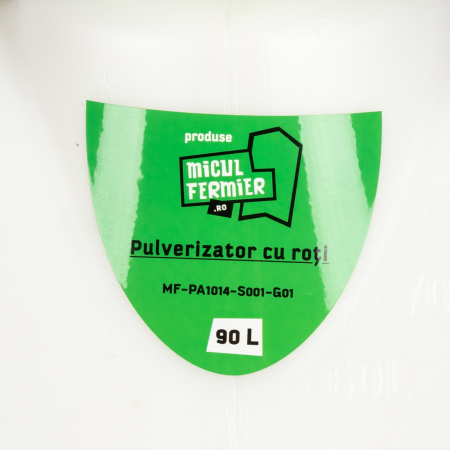 produse
MICUL
FERMIER
.RO
Pulverizator cu roți
MF-PA1014-S001-G01
90 L